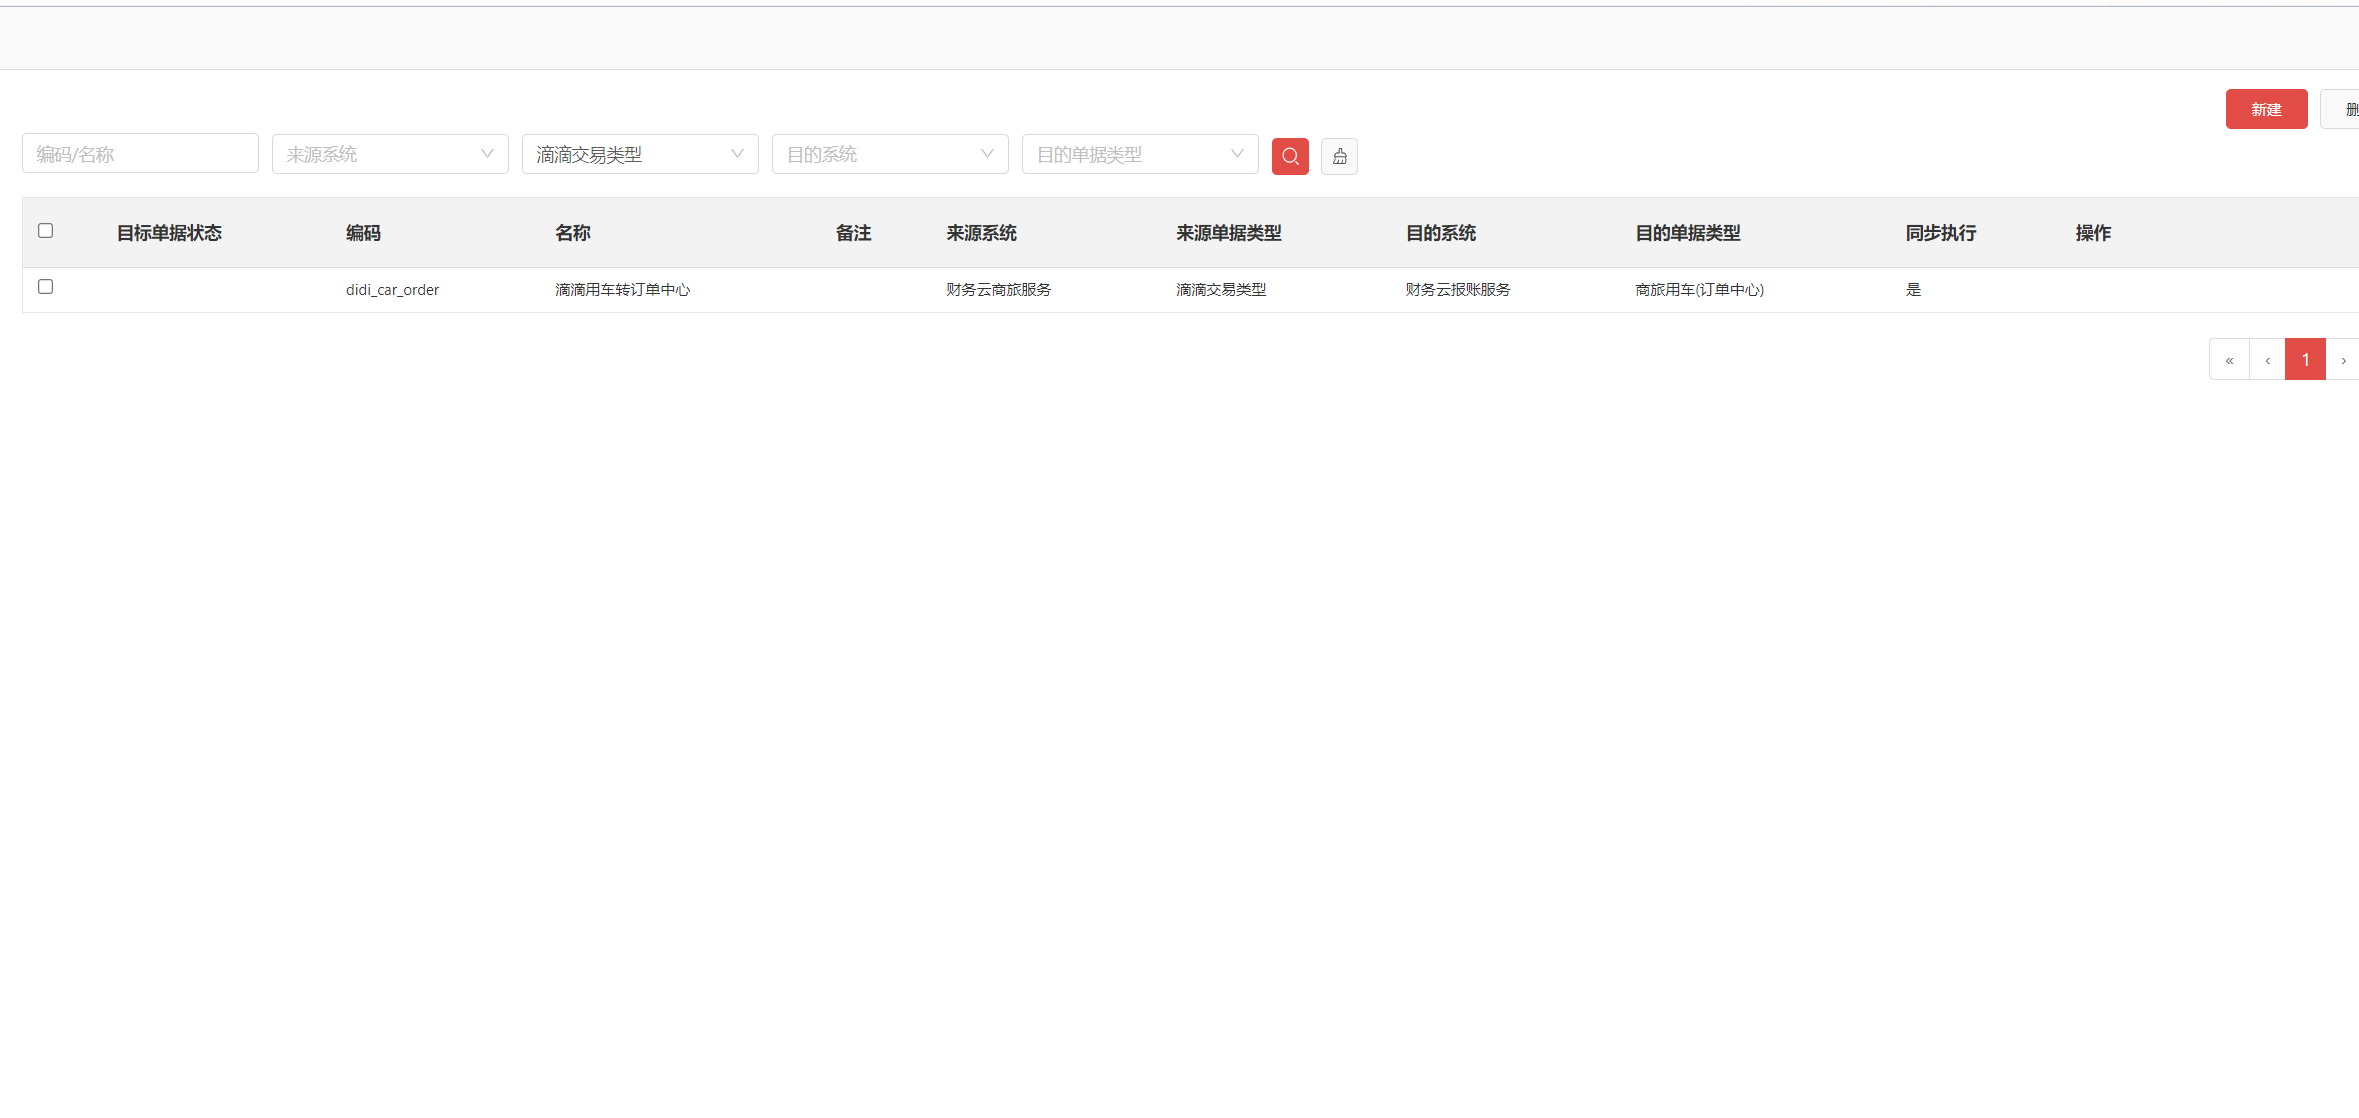 新建 删
编码/名称 来源系统 滴滴交易类型 目的系统 目的单据类型
目标单据状态 编码 名称 备注 来源系统 来源单据类型 目的系统 目的单据类型 同步执行 操作
didi_car_order 滴滴用车转订单中心 财务云商旅服务 滴滴交易类型 财务云报账服务 商旅用车(订单中心) 是
« ‹ 1 ›